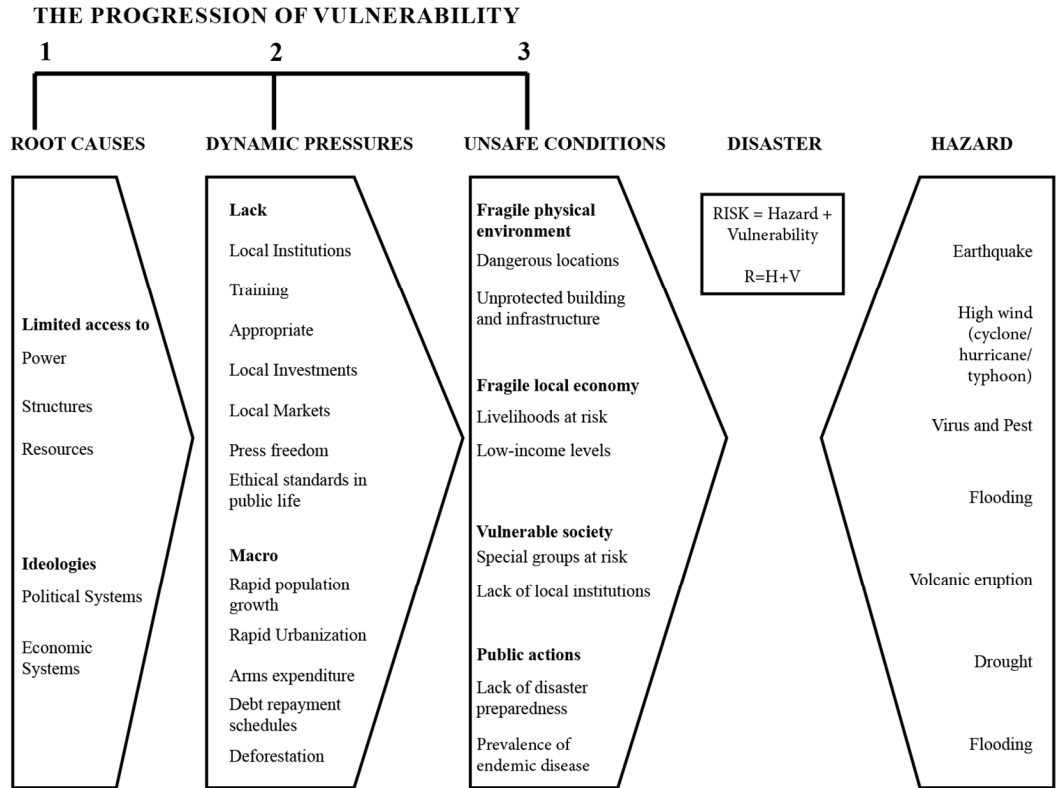 THE PROGRESSION OF VULNERABILITY
1
2
3
ROOT CAUSES
DYNAMIC PRESSURES
UNSAFE CONDITIONS
DISASTER
HAZARD
Limited access to
Power
Structures
Resources
Ideologies
Political Systems
Economic
Systems
Lack
Local Institutions
Training
Appropriate
Local Investments
Local Markets
Press freedom
Ethical standards in
public life
Macro
Rapid population
growth
Rapid Urbanization
Arms expenditure
Debt repayment
schedules
Deforestation
Fragile physical
environment
Dangerous locations
Unprotected building
and infrastructure
Fragile local economy
Livelihoods at risk
Low-income levels
Vulnerable society
Special groups at risk
Lack of local institutions
Public actions
Lack of disaster
preparedness
Prevalence of
endemic disease
RISK = Hazard +
Vulnerability
R=H+V
Earthquake
High wind
(cyclone/
hurricane/
typhoon)
Virus and Pest
Flooding
Volcanic eruption
Drought
Flooding